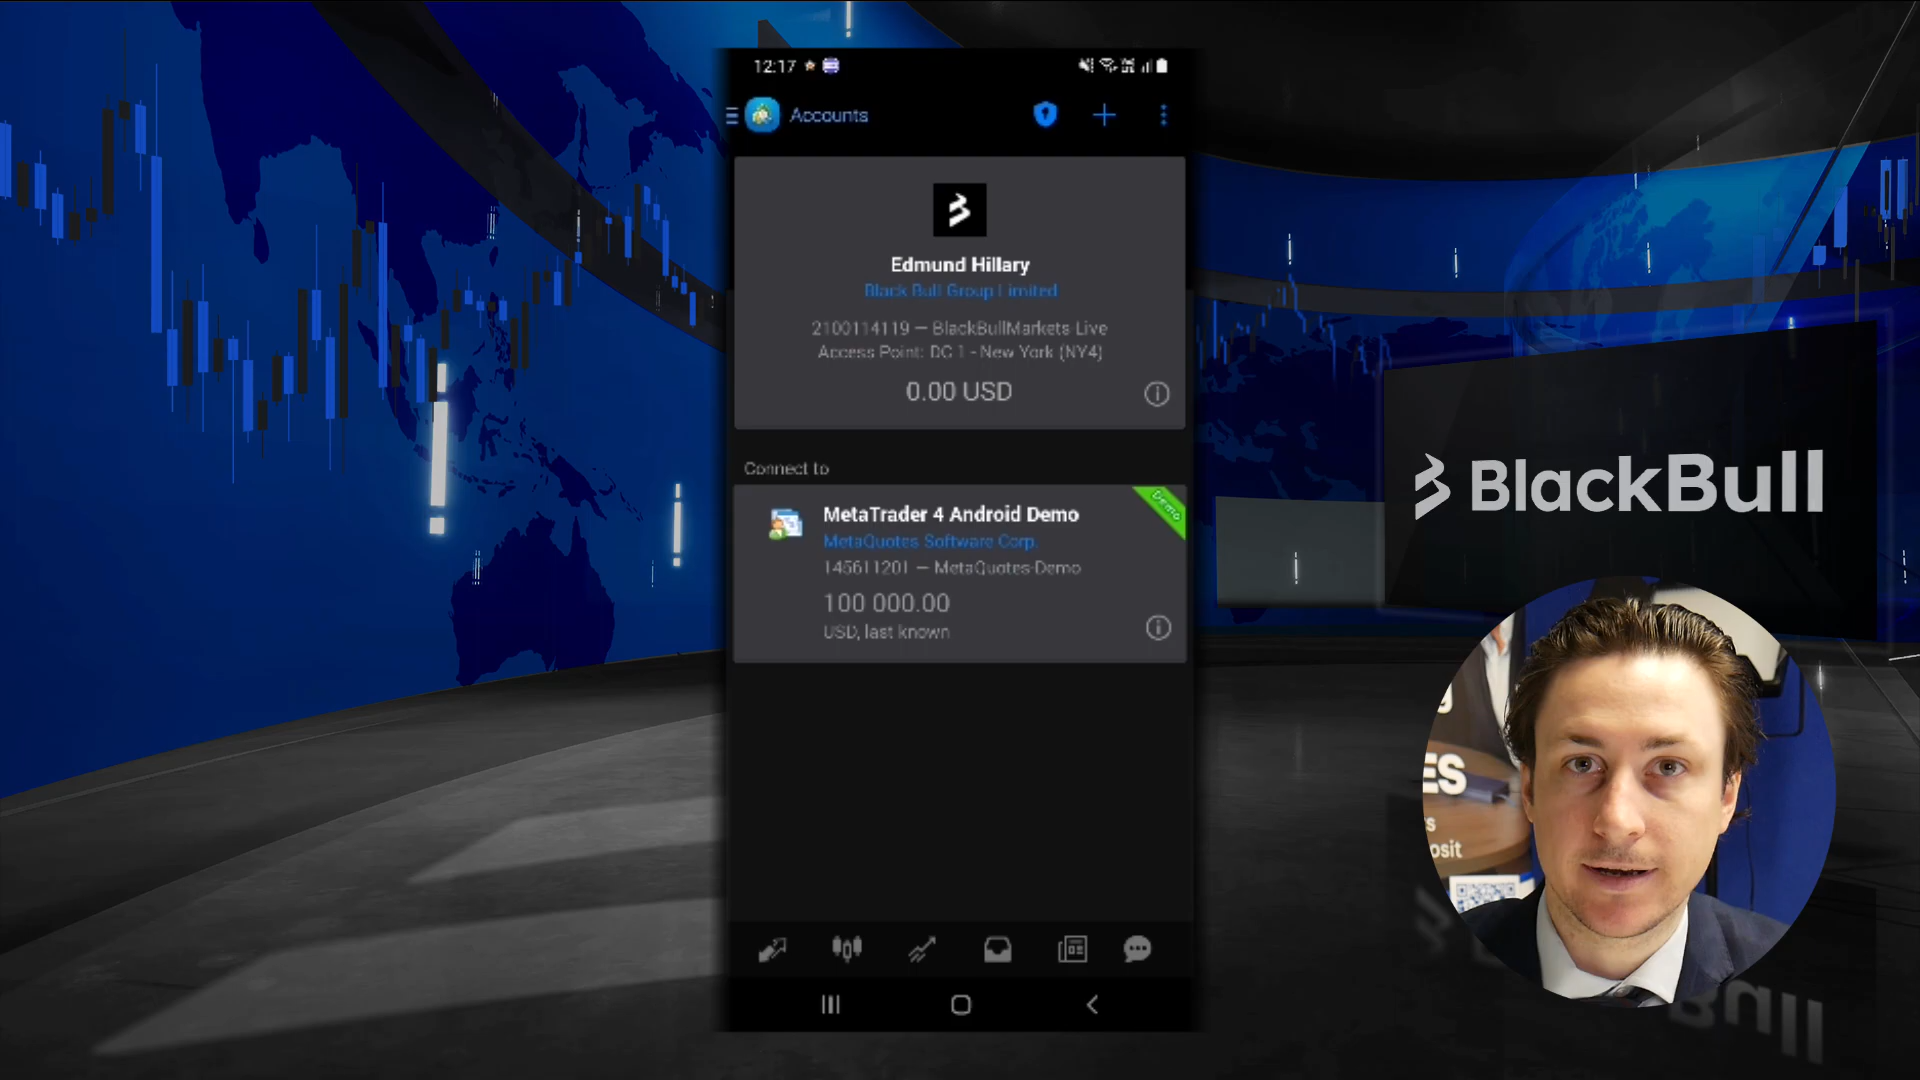 12:17
Accounts
Edmund Hillary
Black Bull Group Limited
2100114119 — BlackBullMarkets Live
Access Point: DC 1 - New York (NY4)
0.00 USD
Connect to
MetaTrader 4 Android Demo
Demo
MetaQuotes Software Corp.
145611201 — MetaQuotes-Demo
100 000.00
USD, last known
BlackBull
ES
osit